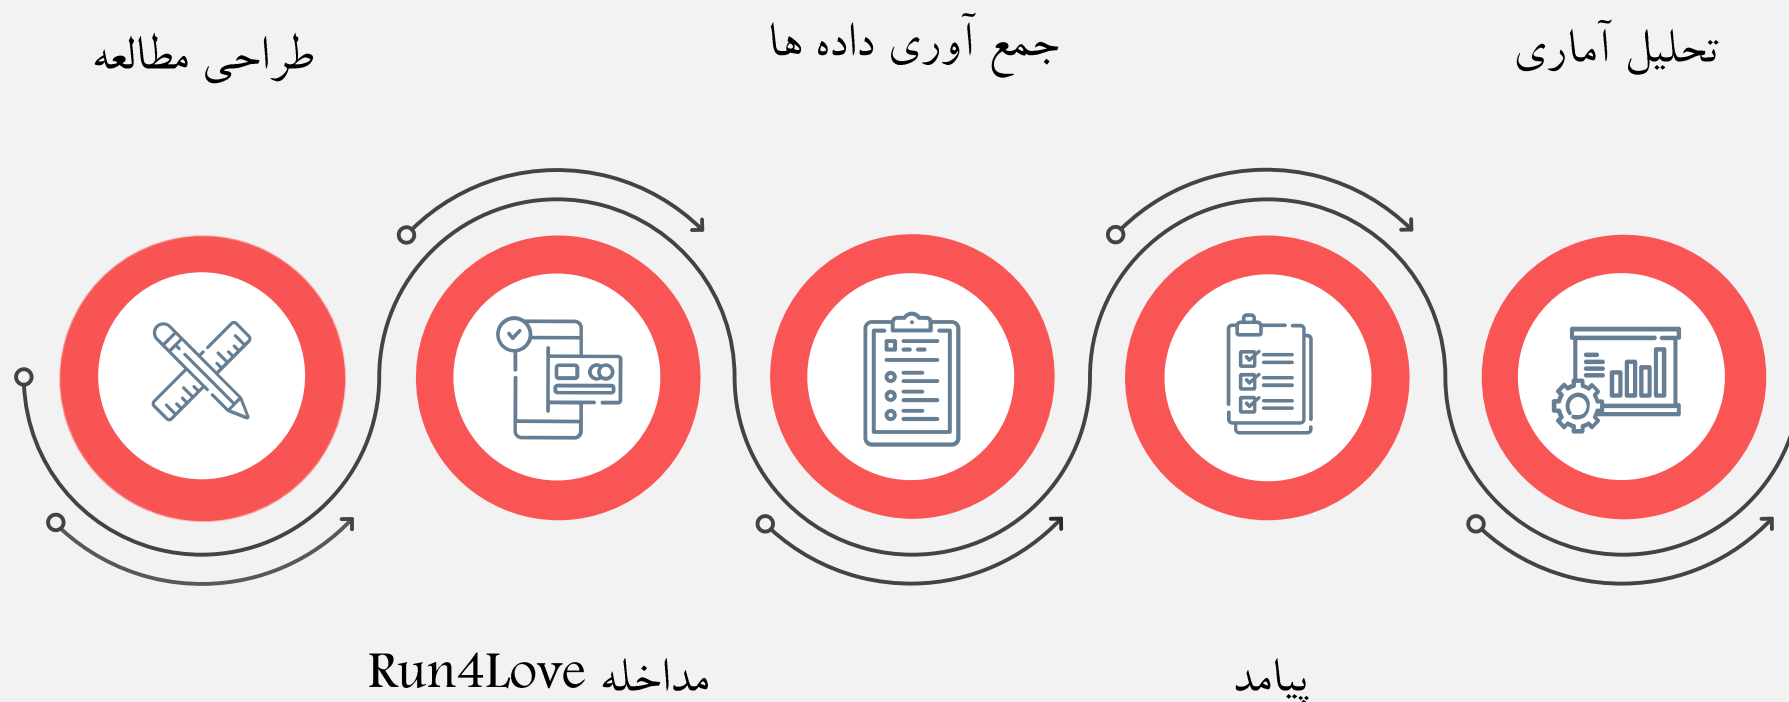 طراحی مطالعه
مداخله Run4Love
جمع آوری داده ها
پیامد
تحلیل آماری